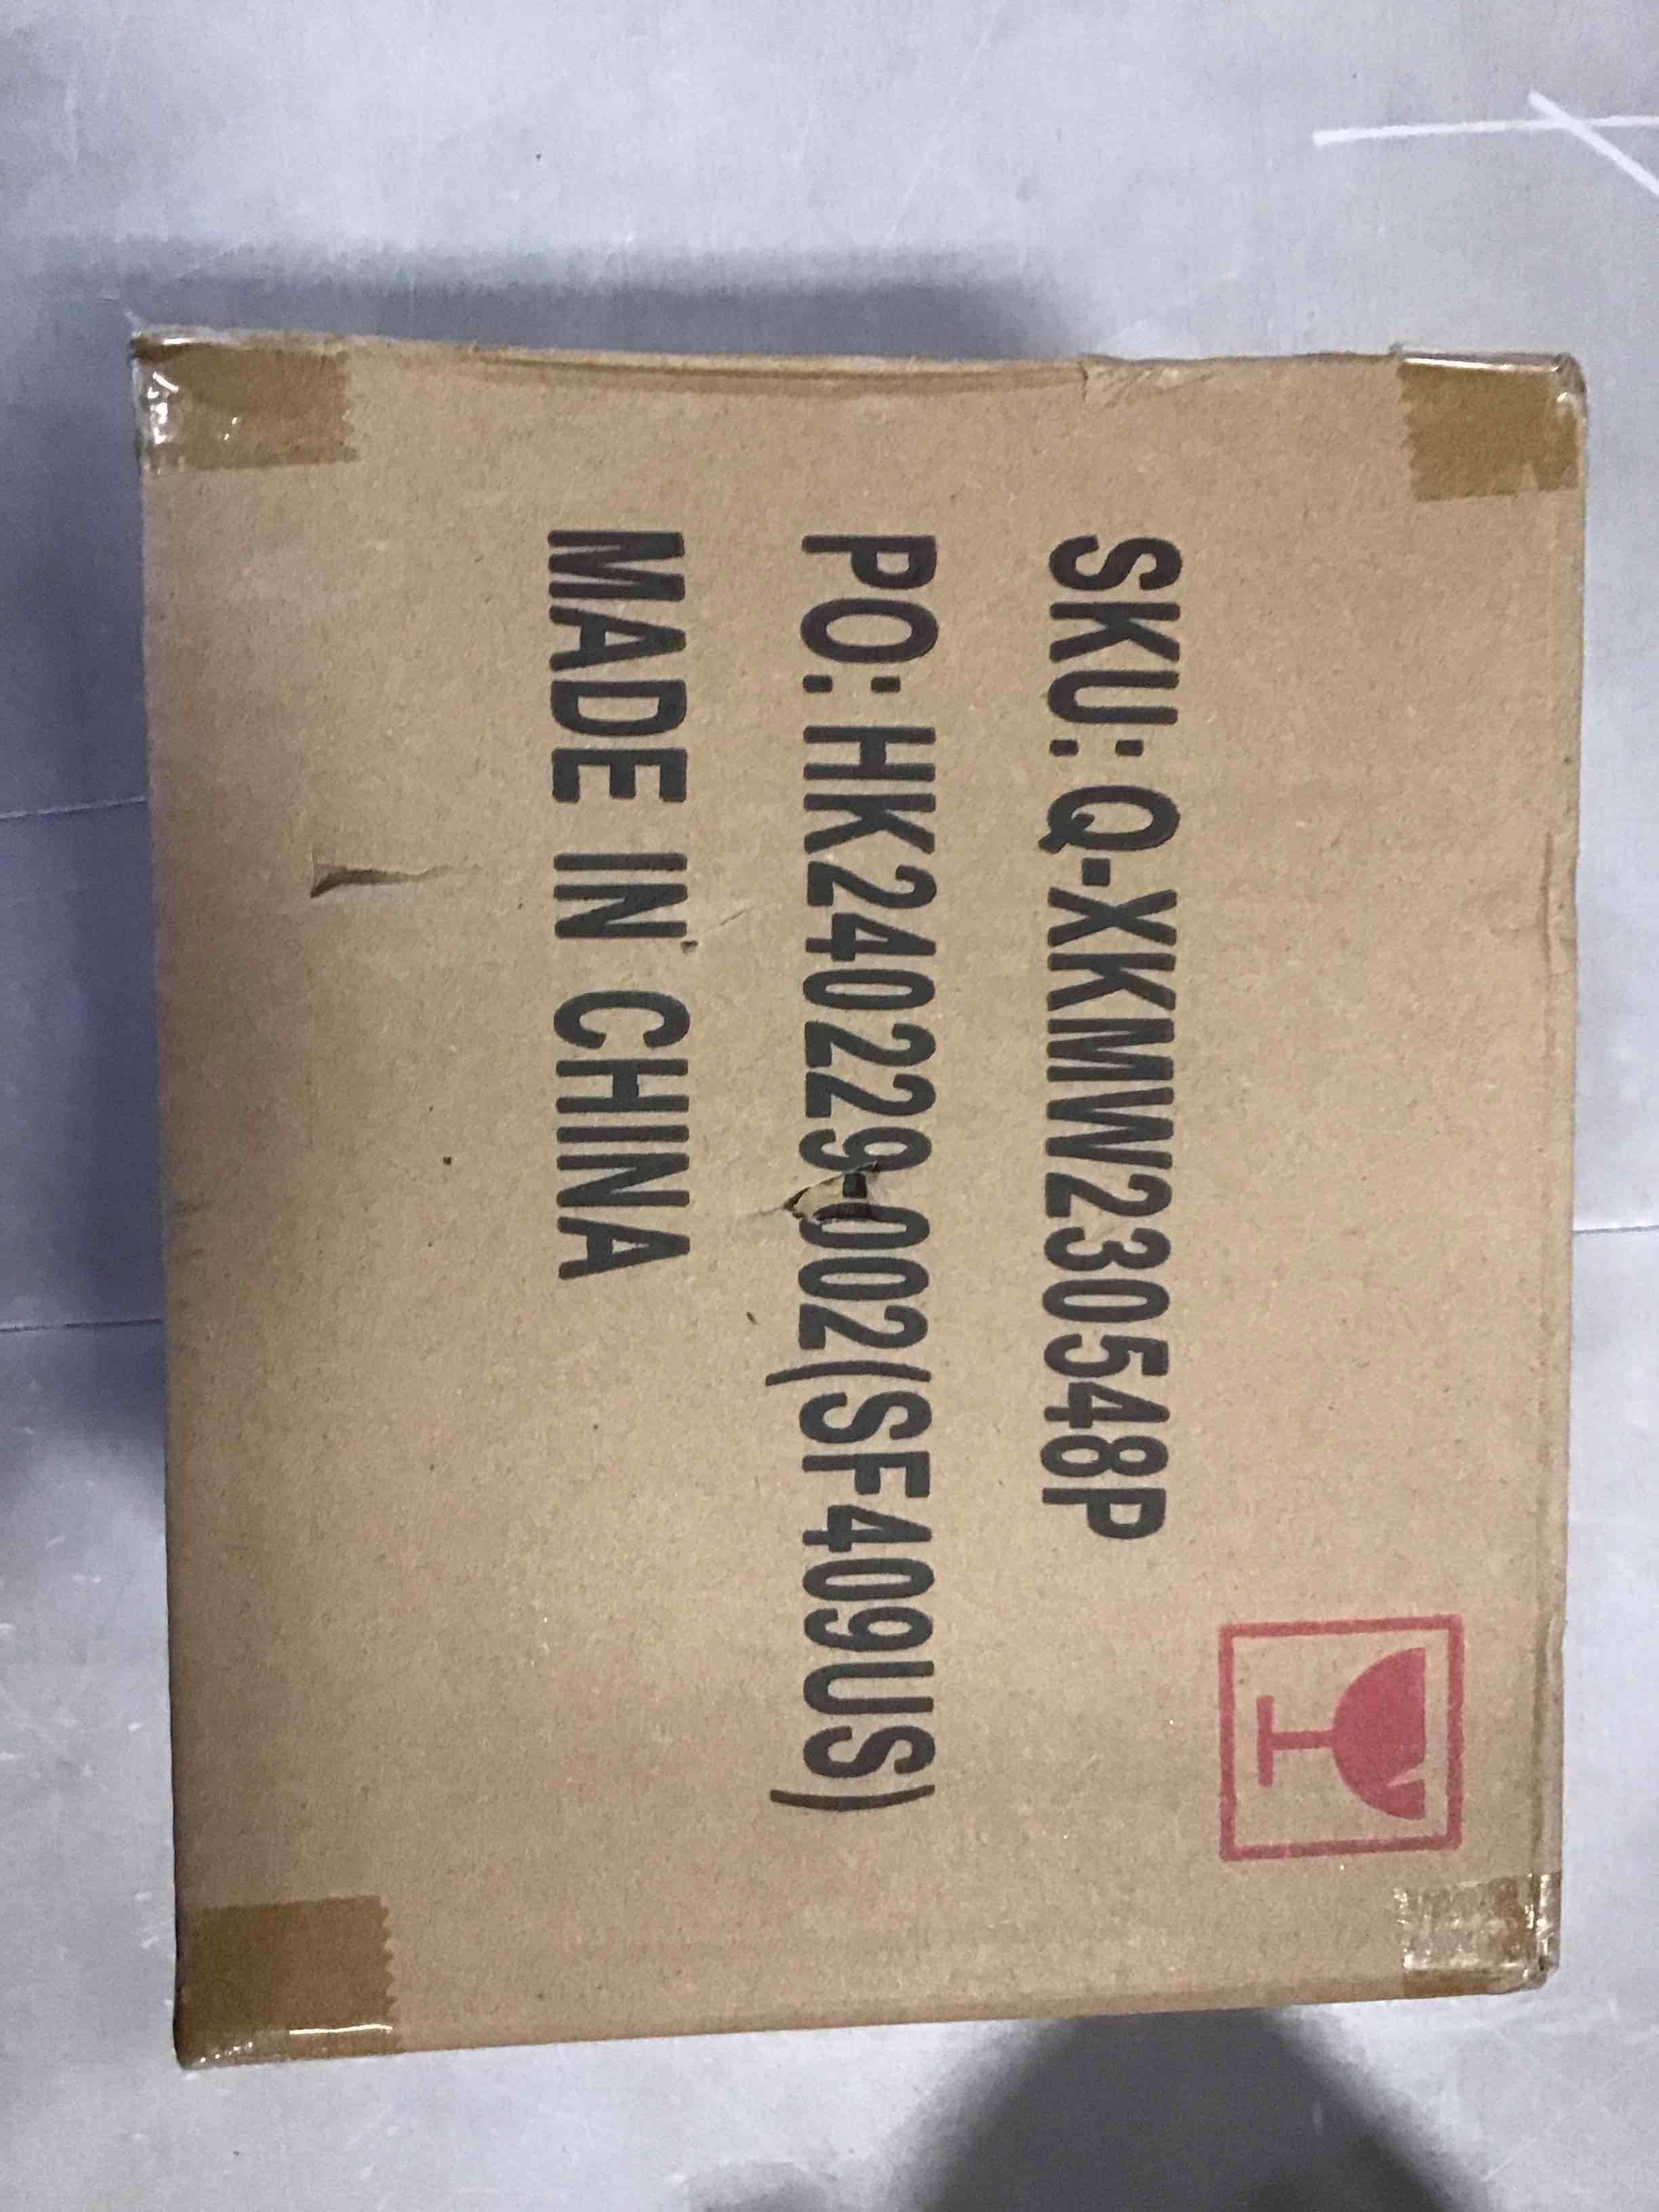 SKU: Q-XKMW230548P
PO: HK240229-002(SF409US)
MADE IN CHINA